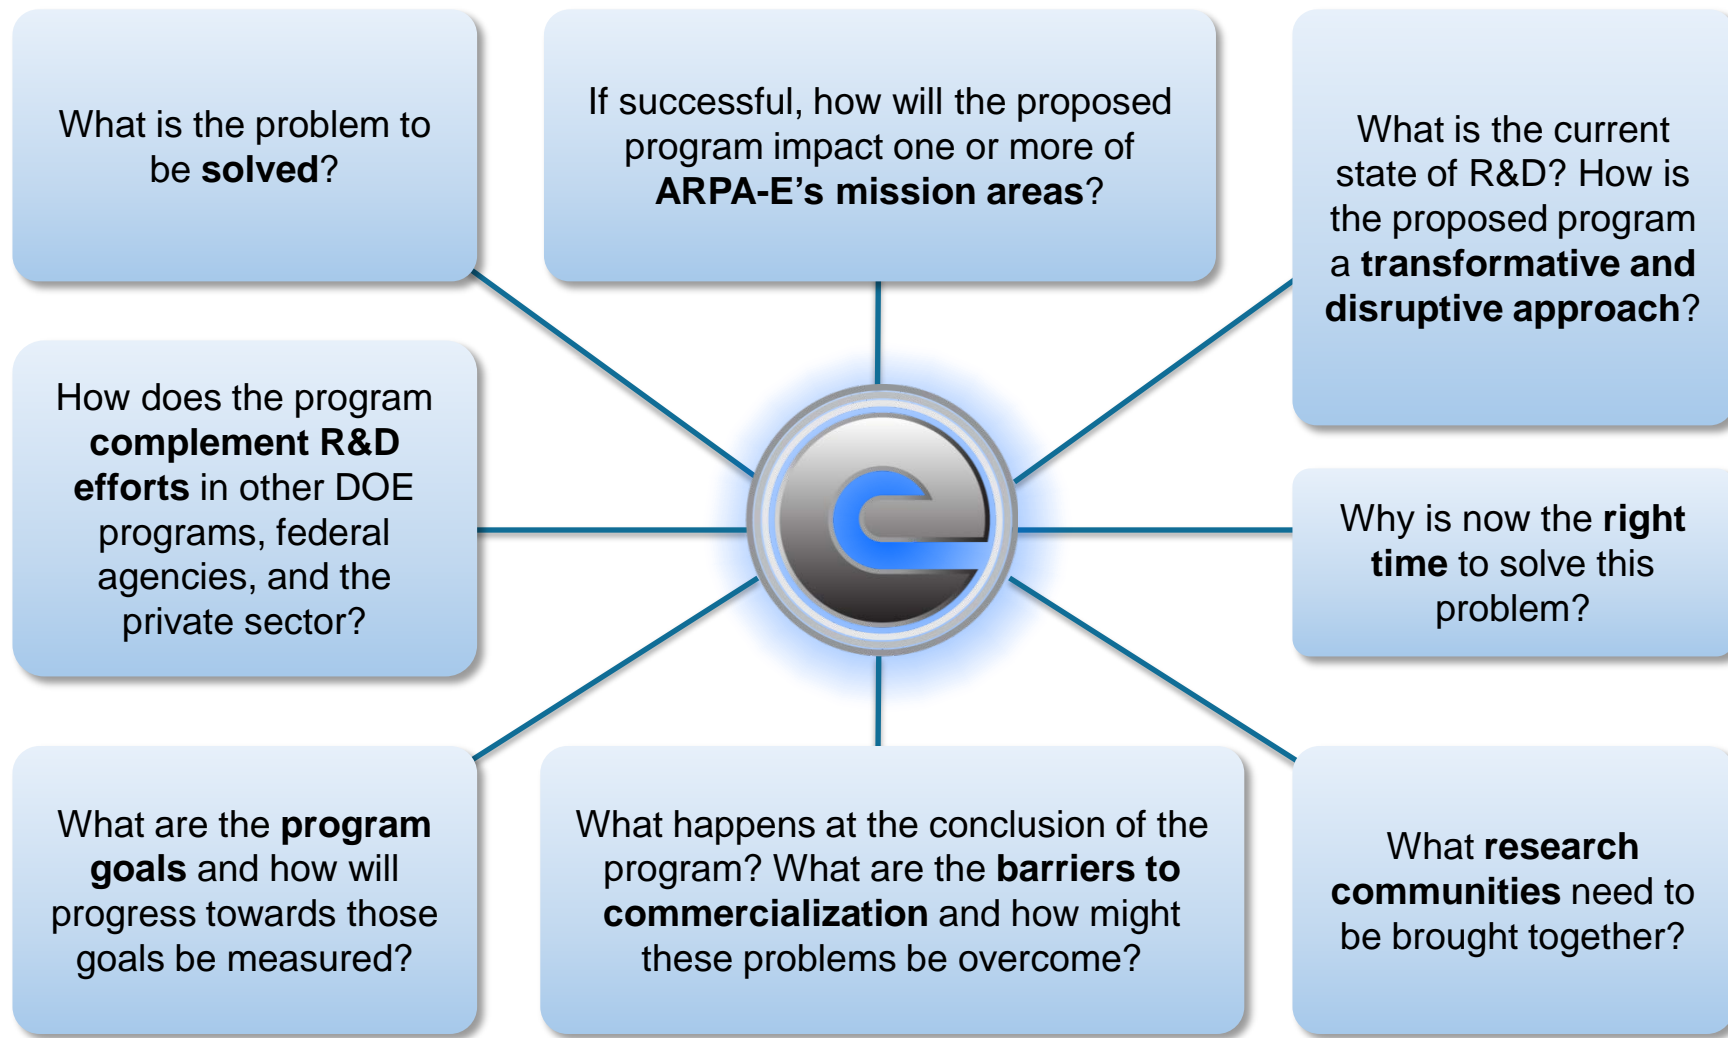 What is the problem to
be solved?
If successful, how will the proposed
program impact one or more of
ARPA-E’s mission areas?
What is the current
state of R&D? How is
the proposed program
a transformative and
disruptive approach?
How does the program
complement R&D
efforts in other DOE
programs, federal
agencies, and the
private sector?
e
Why is now the right
time to solve this
problem?
What are the program
goals and how will
progress towards those
goals be measured?
What happens at the conclusion of the
program? What are the barriers to
commercialization and how might
these problems be overcome?
What research
communities need to
be brought together?